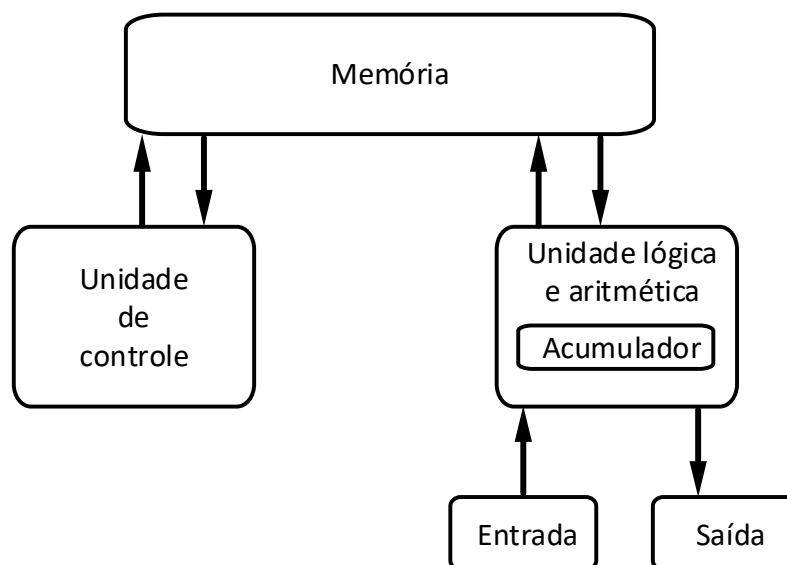 Memória
Unidade
de
controle
Unidade lógica
e aritmética
Acumulador
Entrada
Saída